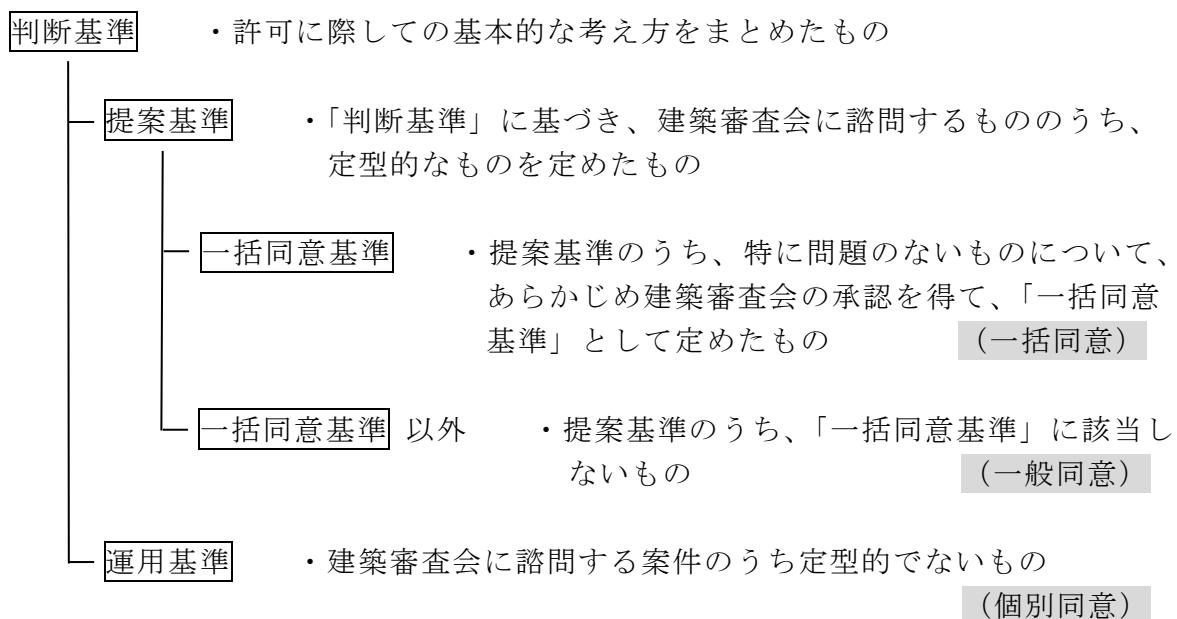 判断基準 ・許可に際しての基本的な考え方をまとめたもの
提案基準 ・「判断基準」に基づき、建築審査会に諮問するもののうち、
定型的なものを定めたもの
一括同意基準 ・提案基準のうち、特に問題のないものについて、
あらかじめ建築審査会の承認を得て、「一括同意
基準」として定めたもの (一括同意)
一括同意基準 以外 ・提案基準のうち、「一括同意基準」に該当し
ないもの (一般同意)
運用基準 ・建築審査会に諮問する案件のうち定型的でないもの
(個別同意)